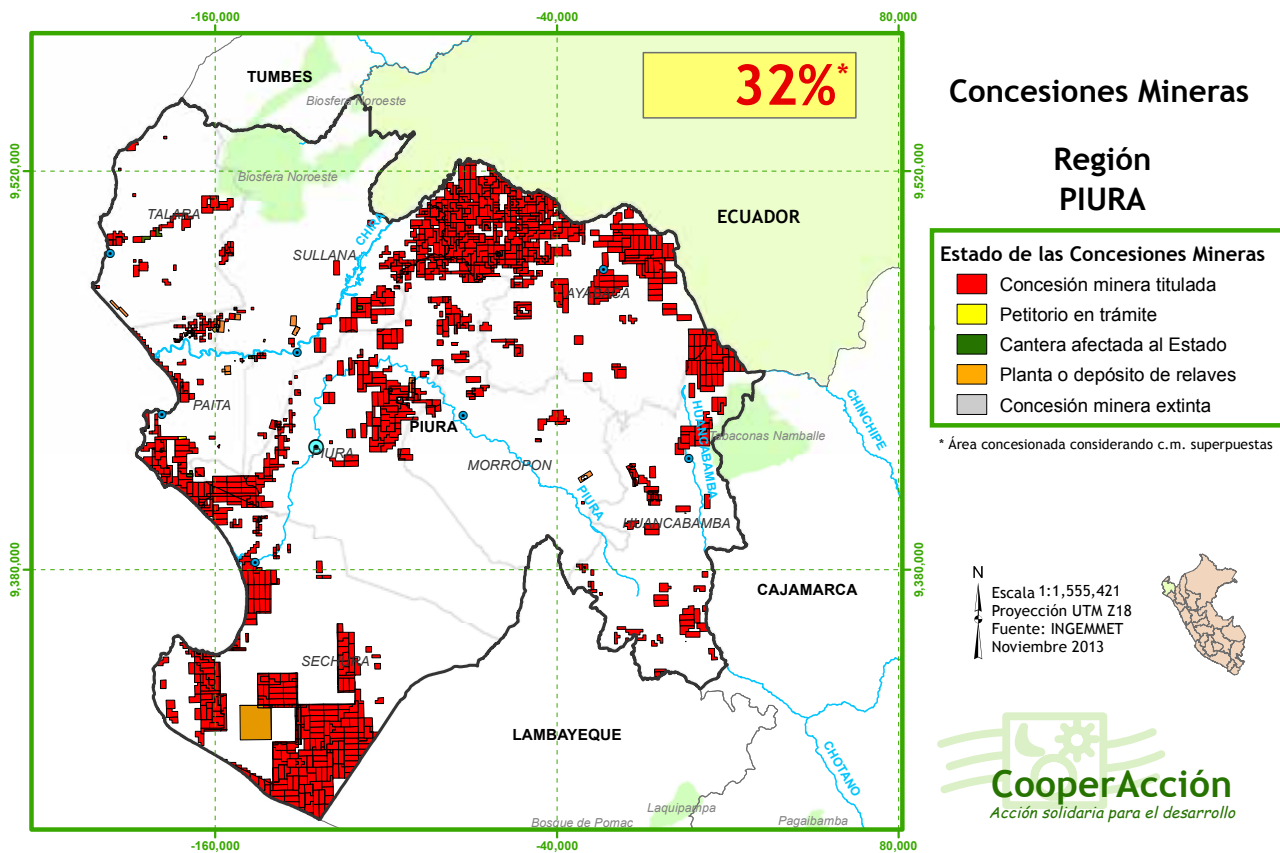 -160,000
-40,000
80,000
TUMBES
Biosfera Noroeste
32%*
Concesiones Mineras
Región
PIURA
9,520,000
9,520,000
Biosfera Noroeste
TALARA
ECUADOR
CHIRA
SULLANA
Estado de las Concesiones Mineras
Concesión minera titulada
Petitorio en trámite
Cantera afectada al Estado
Planta o depósito de relaves
Concesión minera extinta
* Área concesionada considerando c.m. superpuestas
AYABACA
PAITA
PIURA
PIURA
HUANCABAMBA
Tabaconas Namballe
CHINCHIPE
MORROPON
PIURA
HUANCABAMBA
9,380,000
9,380,000
CAJAMARCA
N
Escala 1:1,555,421
Proyección UTM Z18
Fuente: INGEMMET
Noviembre 2013
SECHURA
LAMBAYEQUE
CHOTANO
Laquipampa
Bosque de Pomac
Pagaibamba
CooperAcción
Acción solidaria para el desarrollo
-160,000
-40,000
80,000